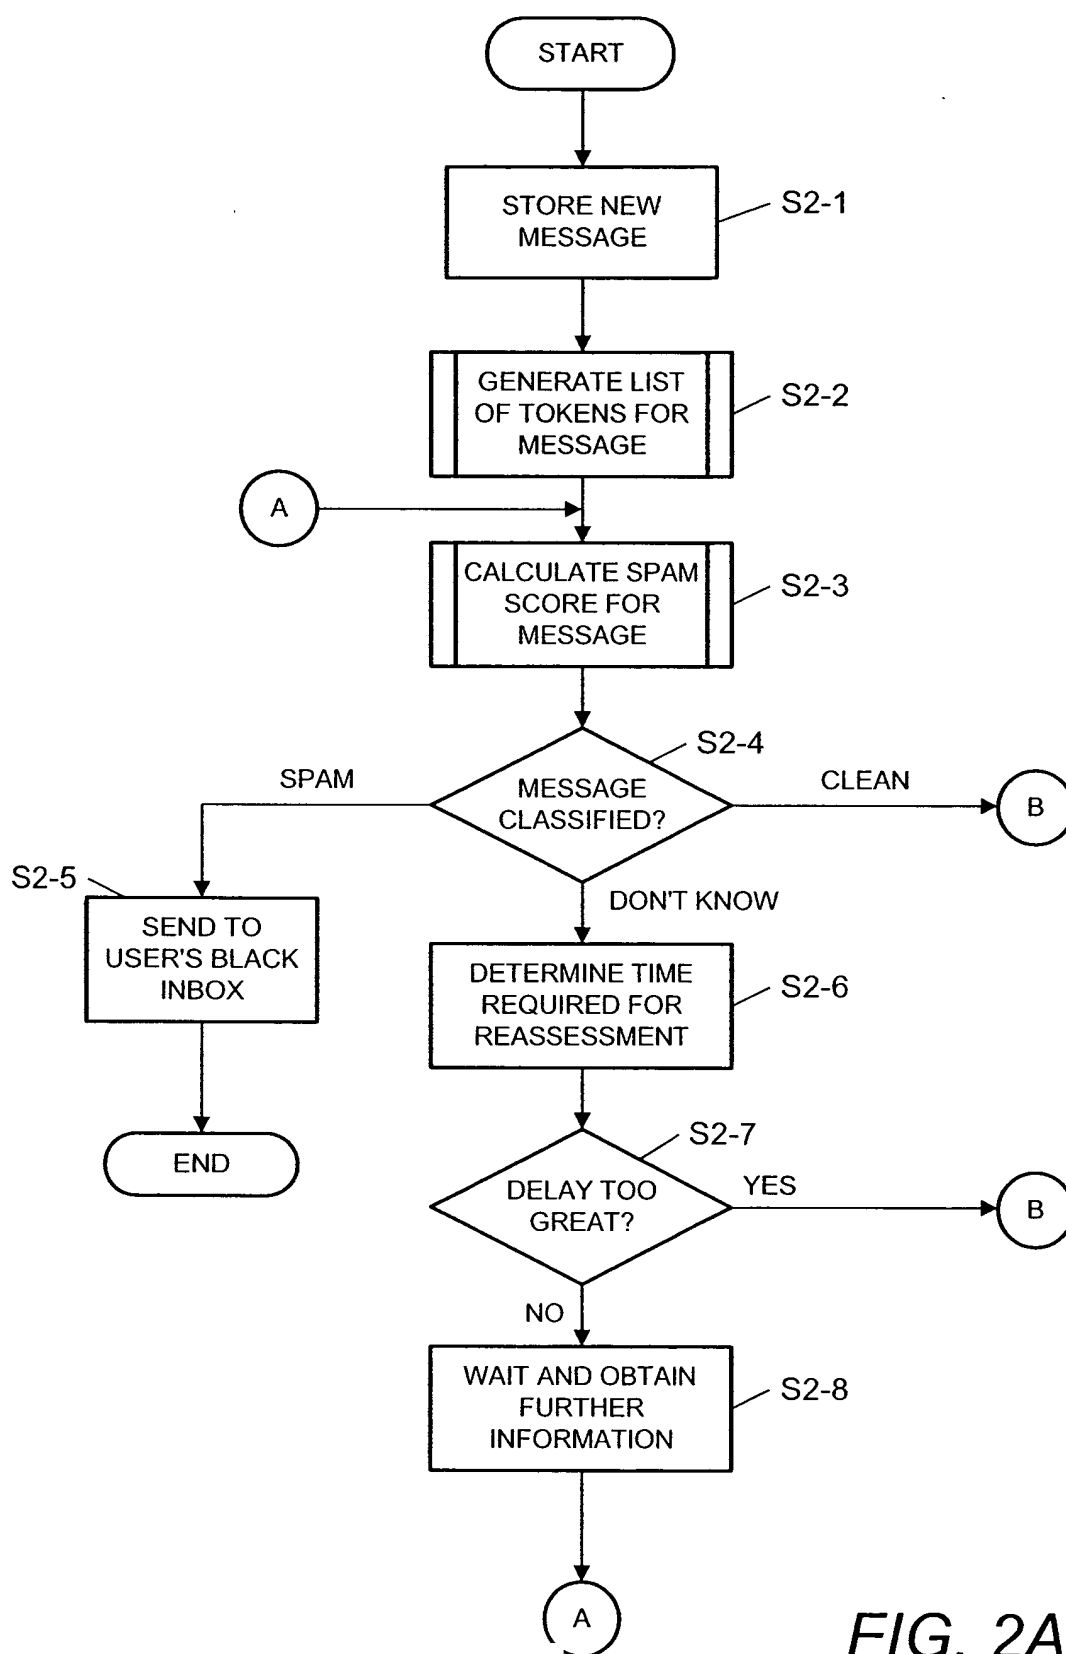 START
STORE NEW
MESSAGE
S2-1
GENERATE LIST
OF TOKENS FOR
MESSAGE
S2-2
A
CALCULATE SPAM
SCORE FOR
MESSAGE
S2-3
S2-4
SPAM
MESSAGE
CLASSIFIED?
CLEAN
B
S2-5
DON'T KNOW
SEND TO
USER'S BLACK
INBOX
DETERMINE TIME
REQUIRED FOR
REASSESSMENT
S2-6
END
S2-7
DELAY TOO
GREAT?
YES
B
NO
WAIT AND OBTAIN
FURTHER
INFORMATION
S2-8
A
FIG. 2A